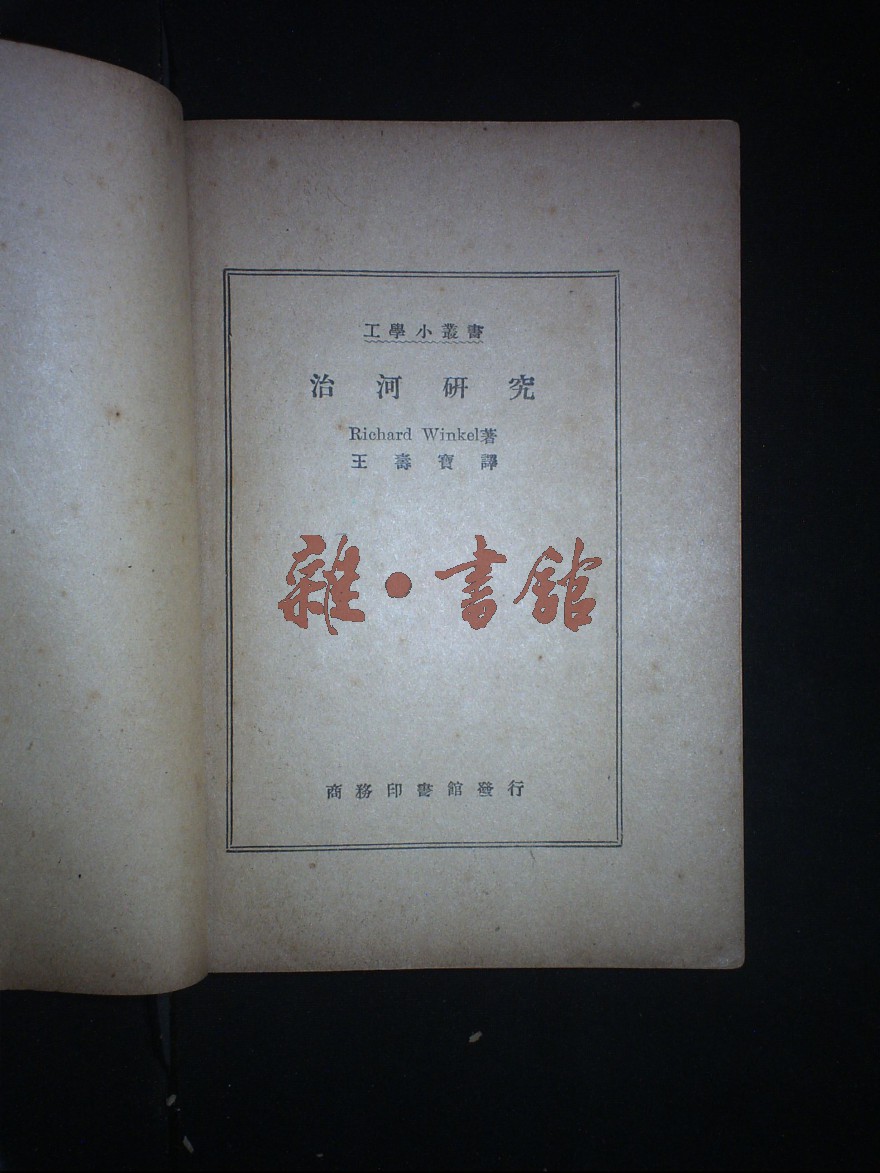 工學小叢書
治河研究
Richard Winkel著
王壽寶譯
雜·書館
商務印書館發行